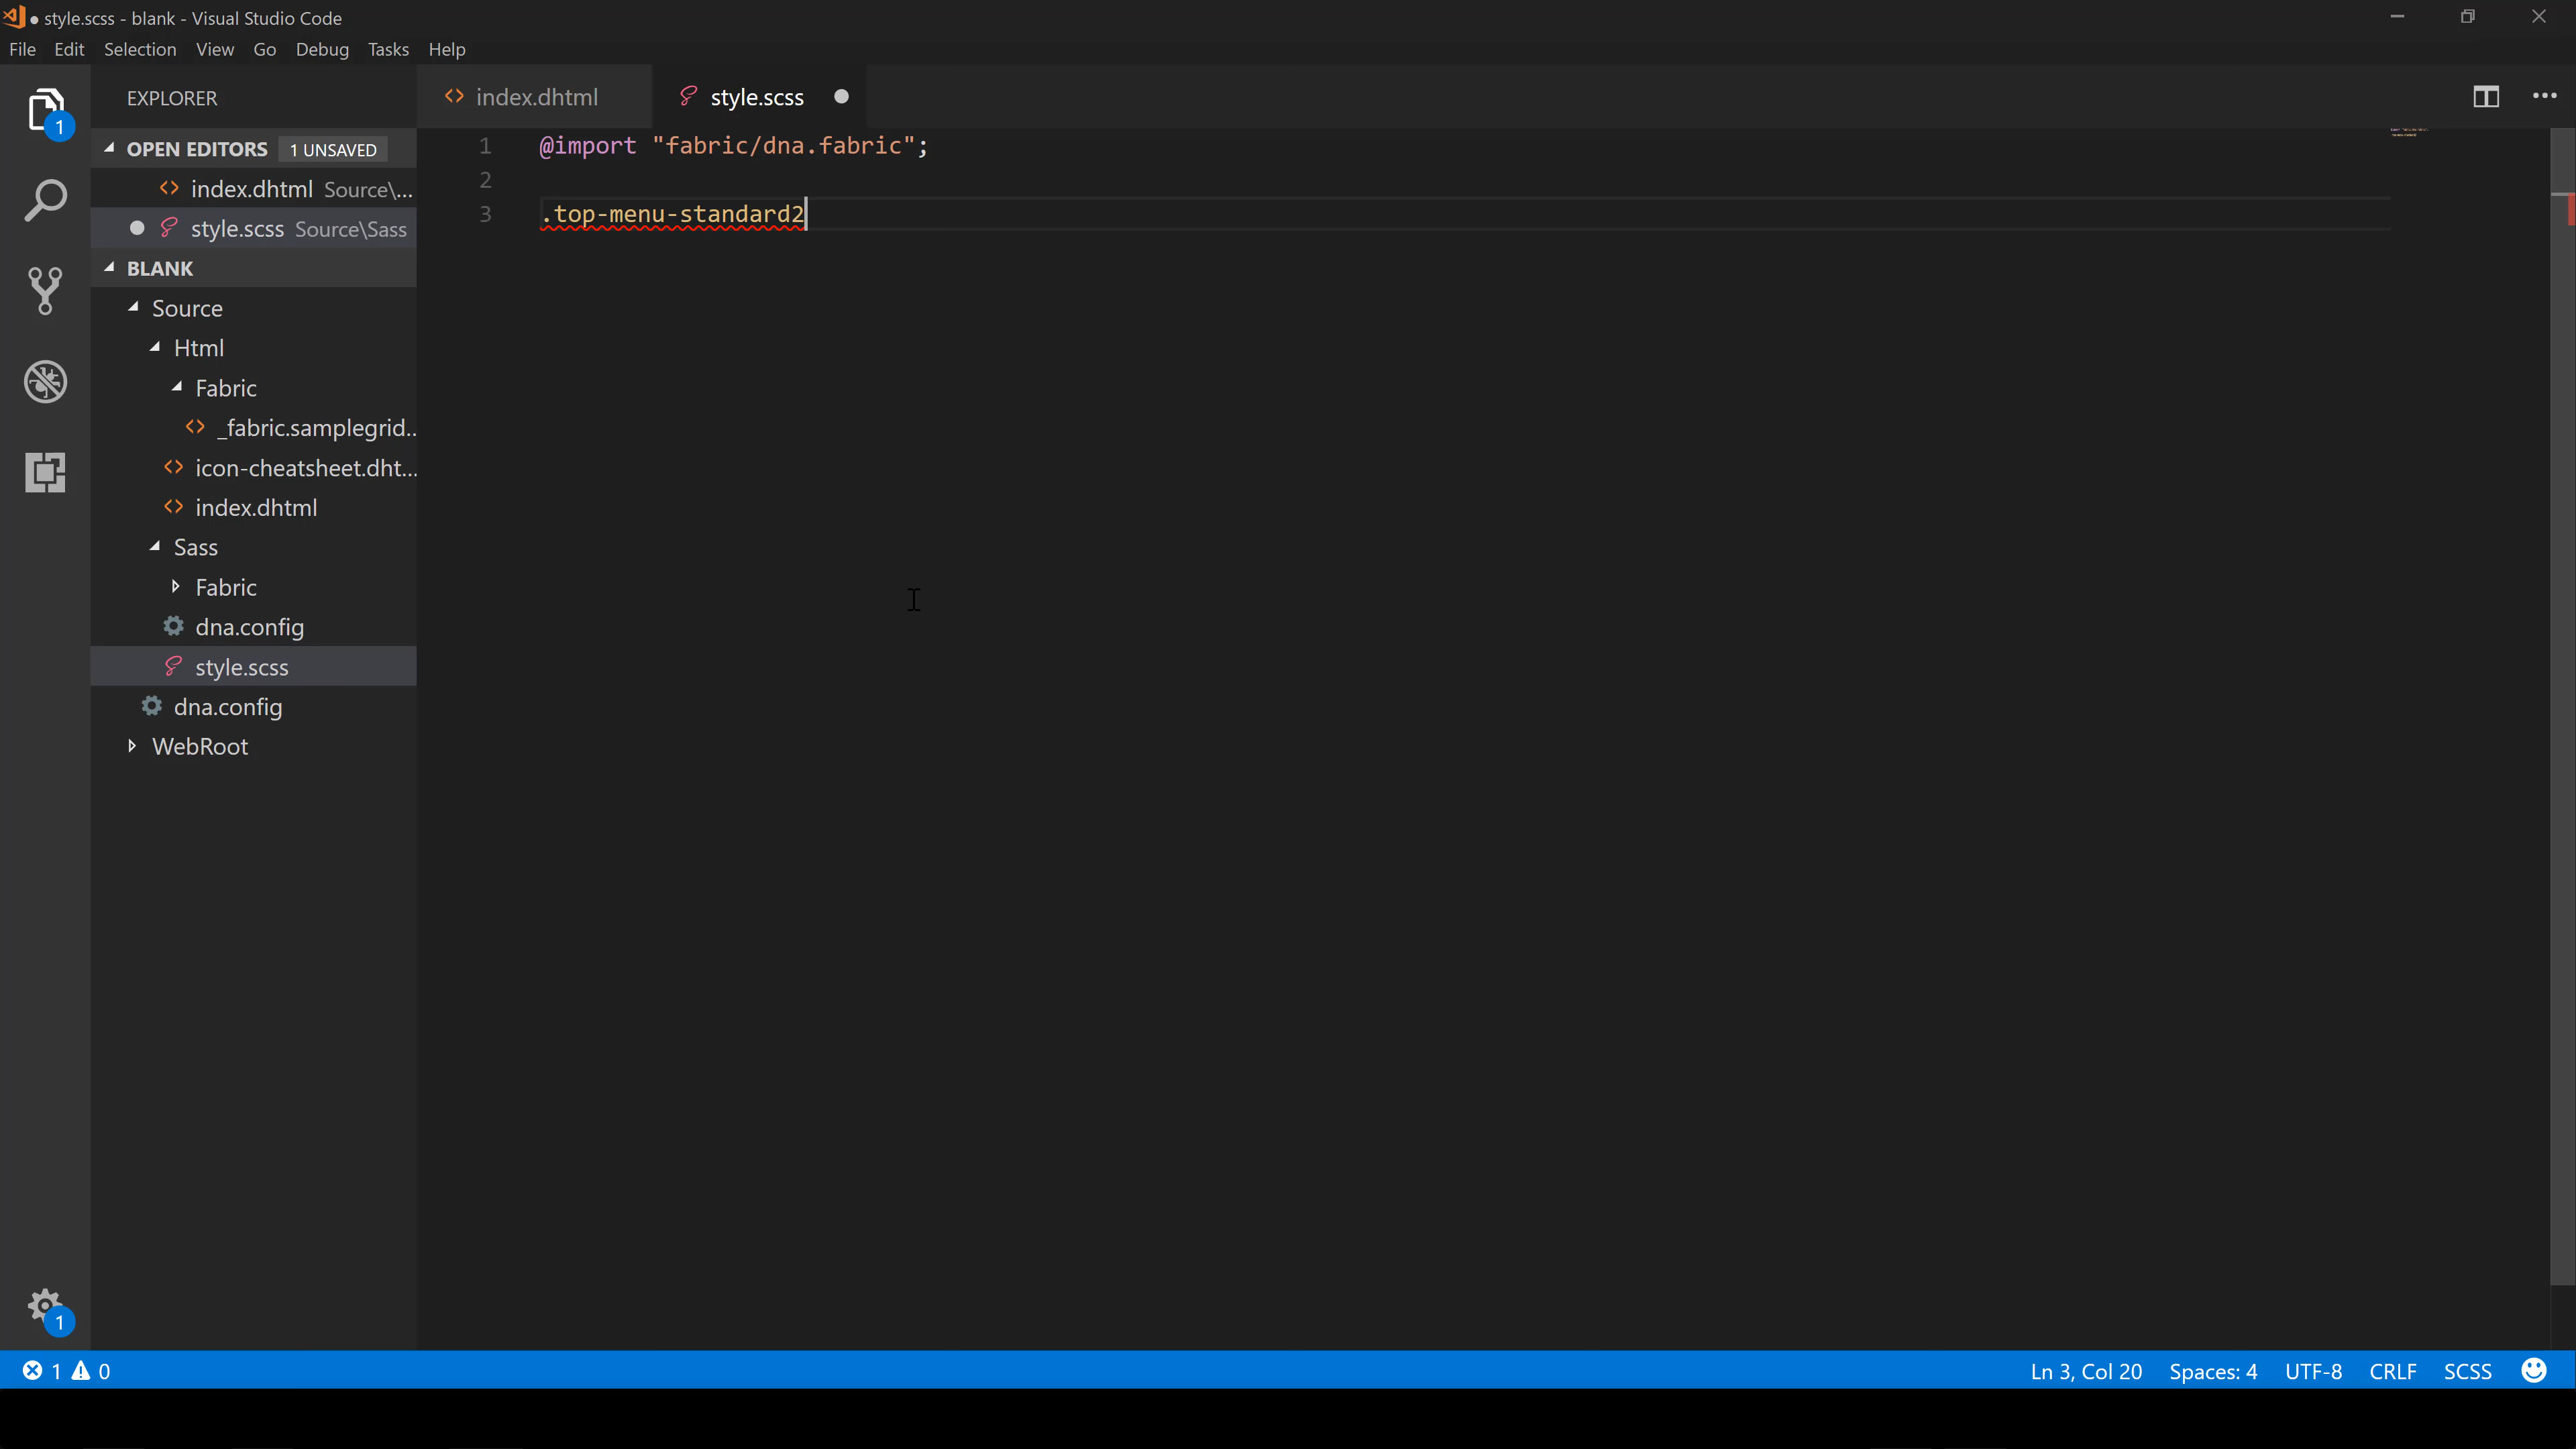 style.scss - blank - Visual Studio Code
File Edit Selection View Go Debug Tasks Help
EXPLORER
index.dhtml
style.scss
1
OPEN EDITORS 1 UNSAVED
index.dhtml Source\...
style.scss Source\Sass
BLANK
Source
Html
Fabric
_fabric.samplegrid..
icon-cheatsheet.dht...
index.dhtml
Sass
Fabric
dna.config
style.scss
dna.config
WebRoot
1 @import "fabric/dna.fabric";
2
3 .top-menu-standard2
1
1 0
Ln 3, Col 20 Spaces: 4 UTF-8 CRLF SCSS